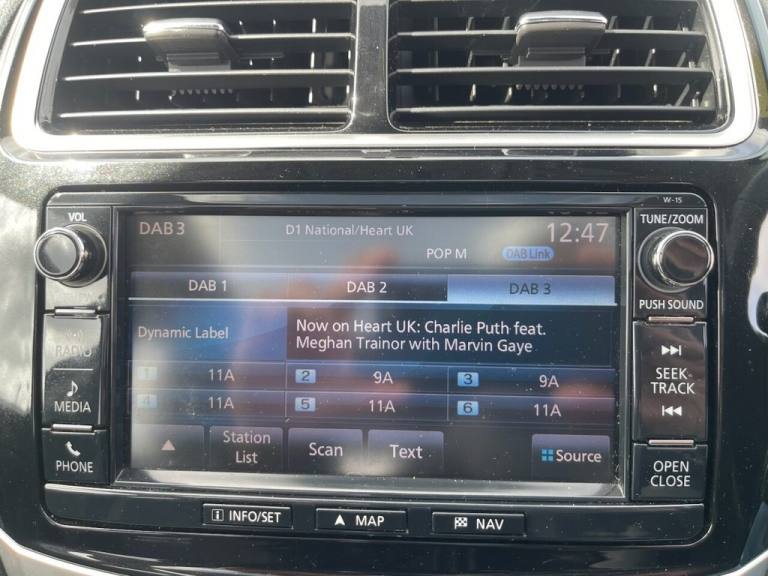 W-15
VOL
TUNE/ZOOM
DAB3
D1 National/Heart UK
12:47
POP M
DAB Link
DAB 1
DAB 2
DAB 3
PUSH SOUND
Dynamic Label
Now on Heart UK: Charlie Puth feat.
Meghan Trainor with Marvin Gaye
RADIO
MEDIA
PHONE
1 11A
2 9A
3 9A
4 11A
5 11A
6 11A
Station
List
Scan
Text
Source
SEEK
TRACK
OPEN
CLOSE
i INFO/SET
MAP
NAV